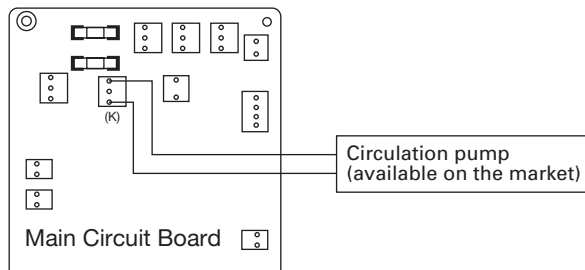 (K)
Circulation pump
(available on the market)
Main Circuit Board